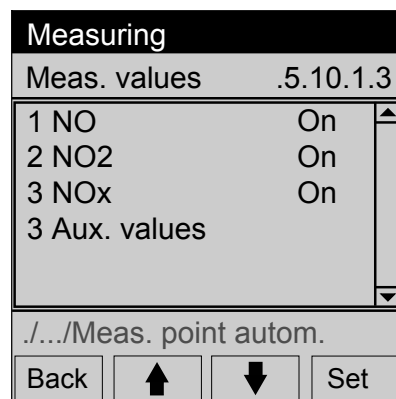 Measuring
Meas. values .5.10.1.3
1 NO On
2 NO2 On
3 NOx On
3 Aux. values
./.../Meas. point autom.
Back Set